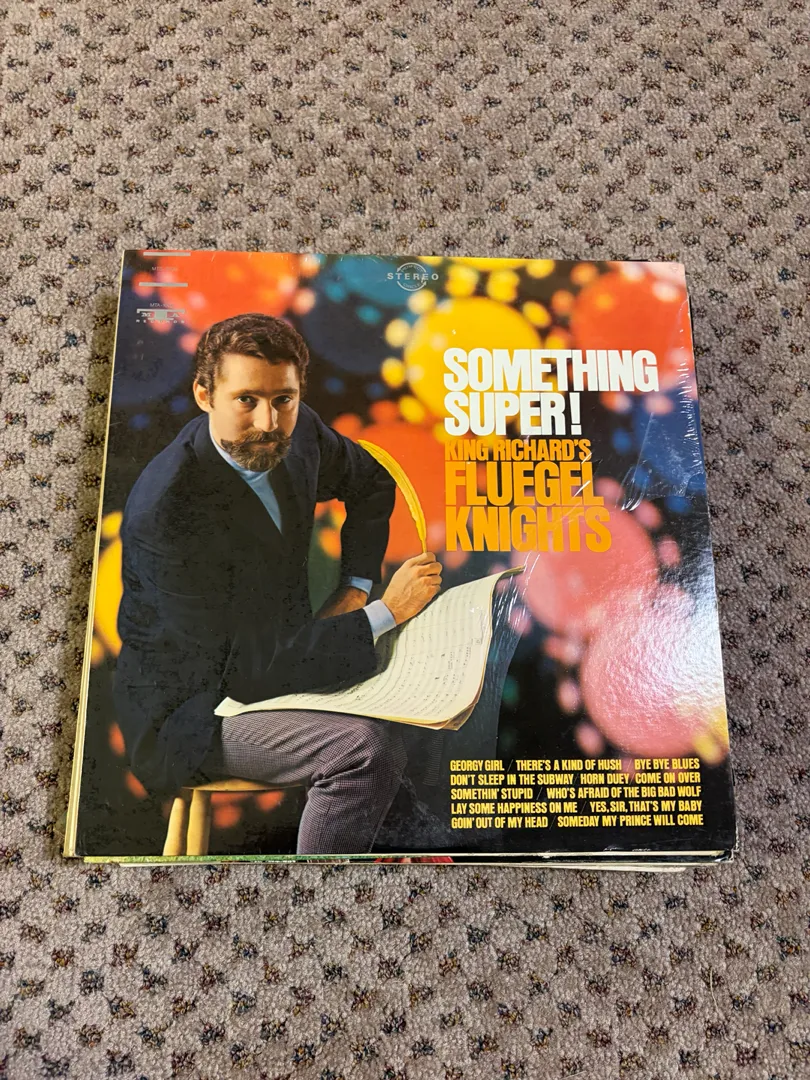 STEREO
SOMETHING
SUPER!
KING RICHARD'S
FLUEGEL
KNIGHTS
GEORGY GIRL / THERE'S A KIND OF HUSH / BYE BYE BLUES
DON'T SLEEP IN THE SUBWAY / HORN DUEY / COME ON OVER
SOMETHIN' STUPID / WHO'S AFRAID OF THE BIG BAD WOLF
LAY SOME HAPPINESS ON ME / YES, SIR, THAT'S MY BABY
GOIN' OUT OF MY HEAD / SOMEDAY MY PRINCE WILL COME